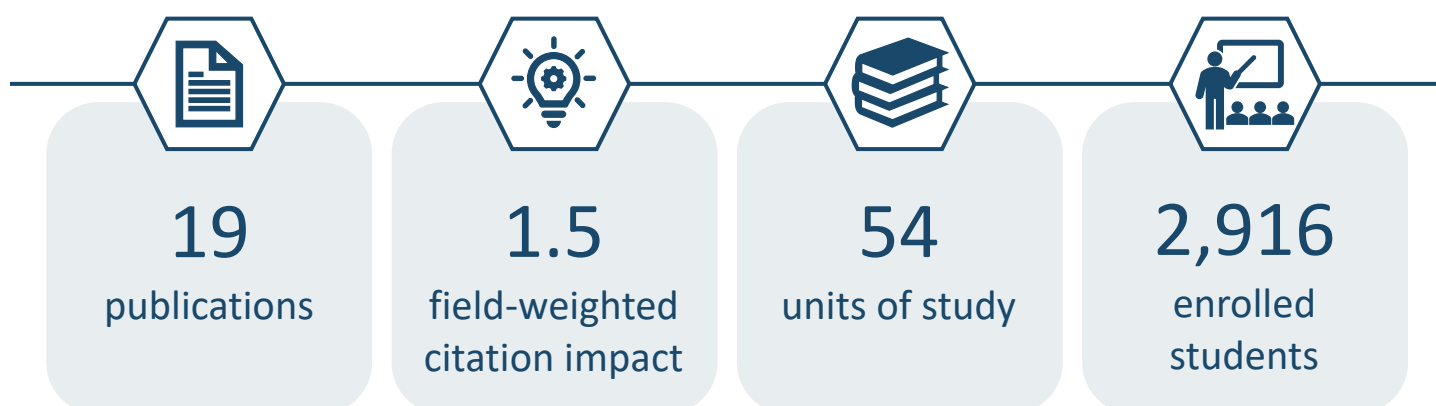 19
publications
1.5
field-weighted
citation impact
54
units of study
2,916
enrolled
students